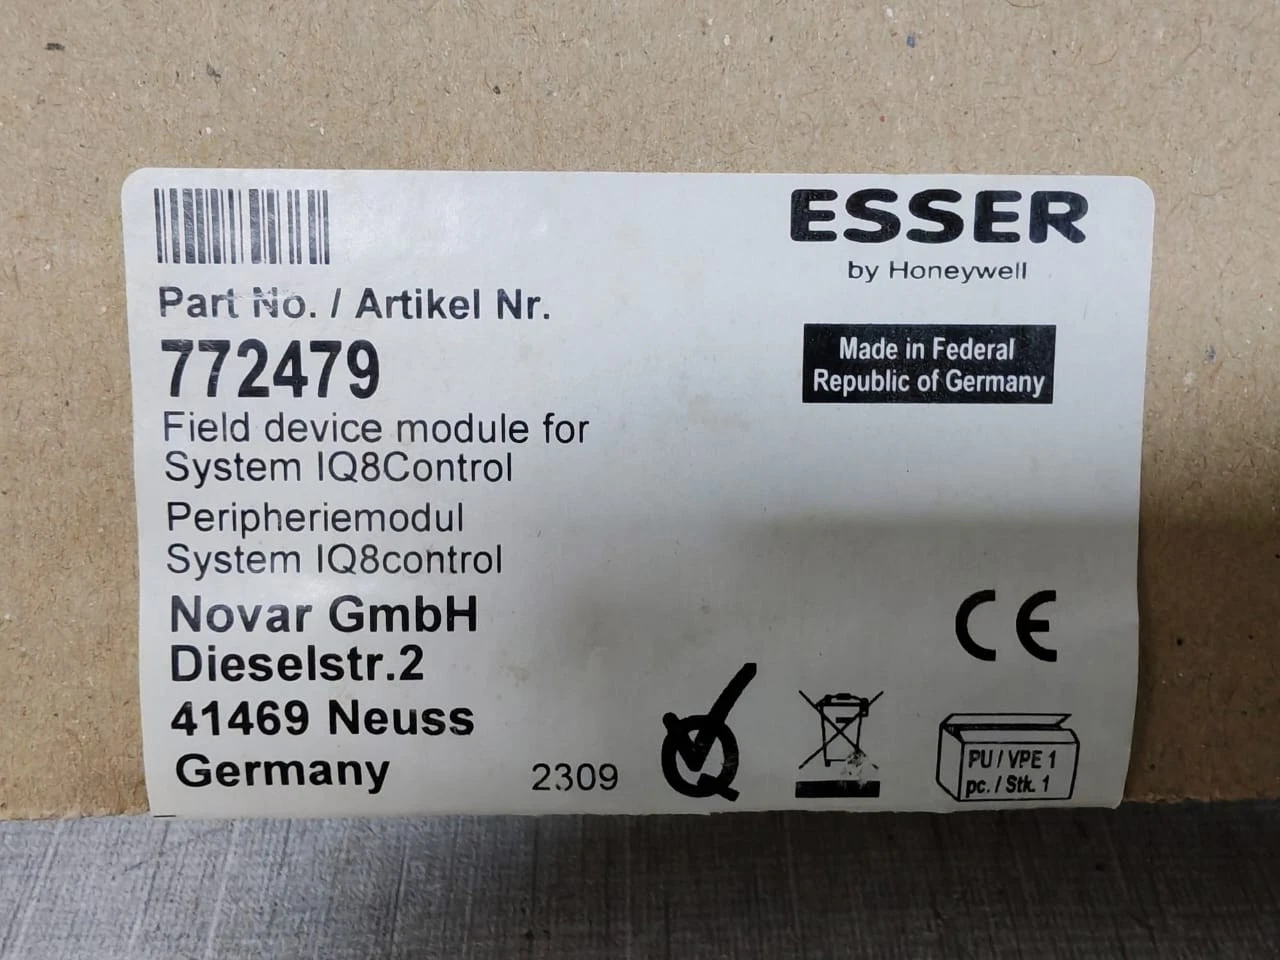 ESSER
by Honeywell
Part No. / Artikel Nr.
772479
Made in Federal
Republic of Germany
Field device module for
System IQ8Control
Peripheriemodul
System IQ8control
Novar GmbH
Dieselstr.2
41469 Neuss
Germany
2309
CE
PU / VPE 1
pc. / Stk. 1